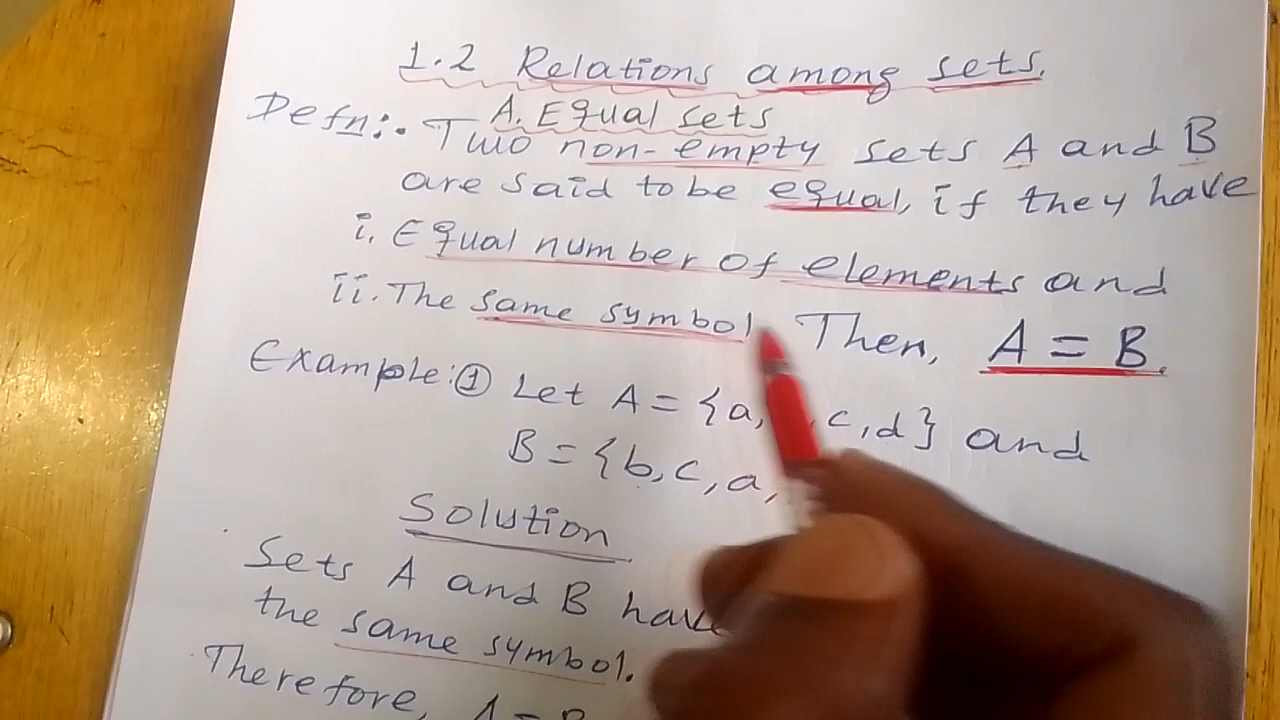 1.2 Relations among sets.
A. Equal sets
Defn:. Two non-empty sets A and B
are said to be equal, if they have
i. Equal number of elements and
ii. The same symbol. Then, A = B.
Example: ① Let A = {a, c, d} and
B = {b, c, a,
Solution
Sets A and B have
the same symbol.
Therefore, A = B